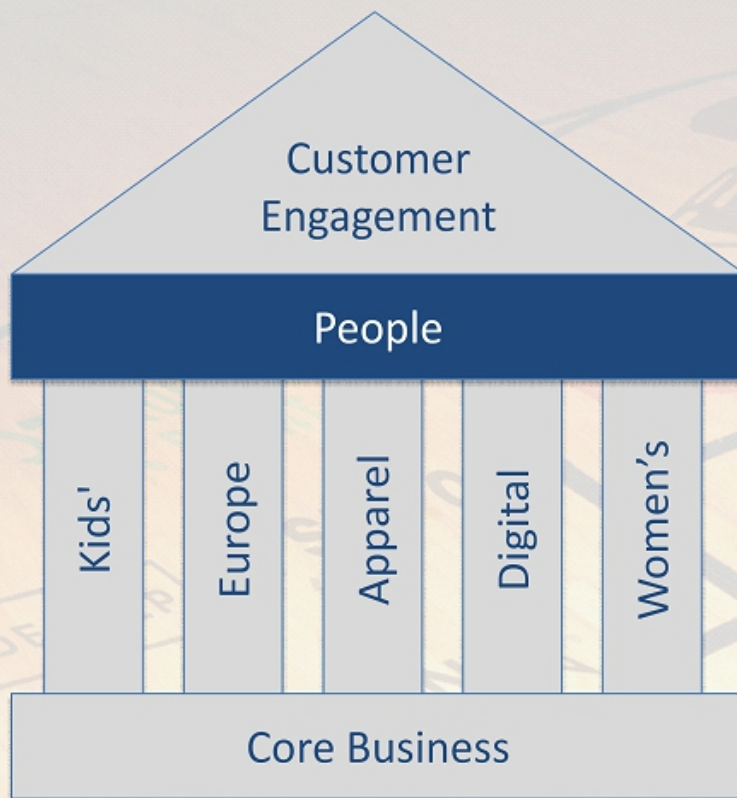 Customer
Engagement
People
Kids'
Europe
Apparel
Digital
Women’s
Core Business